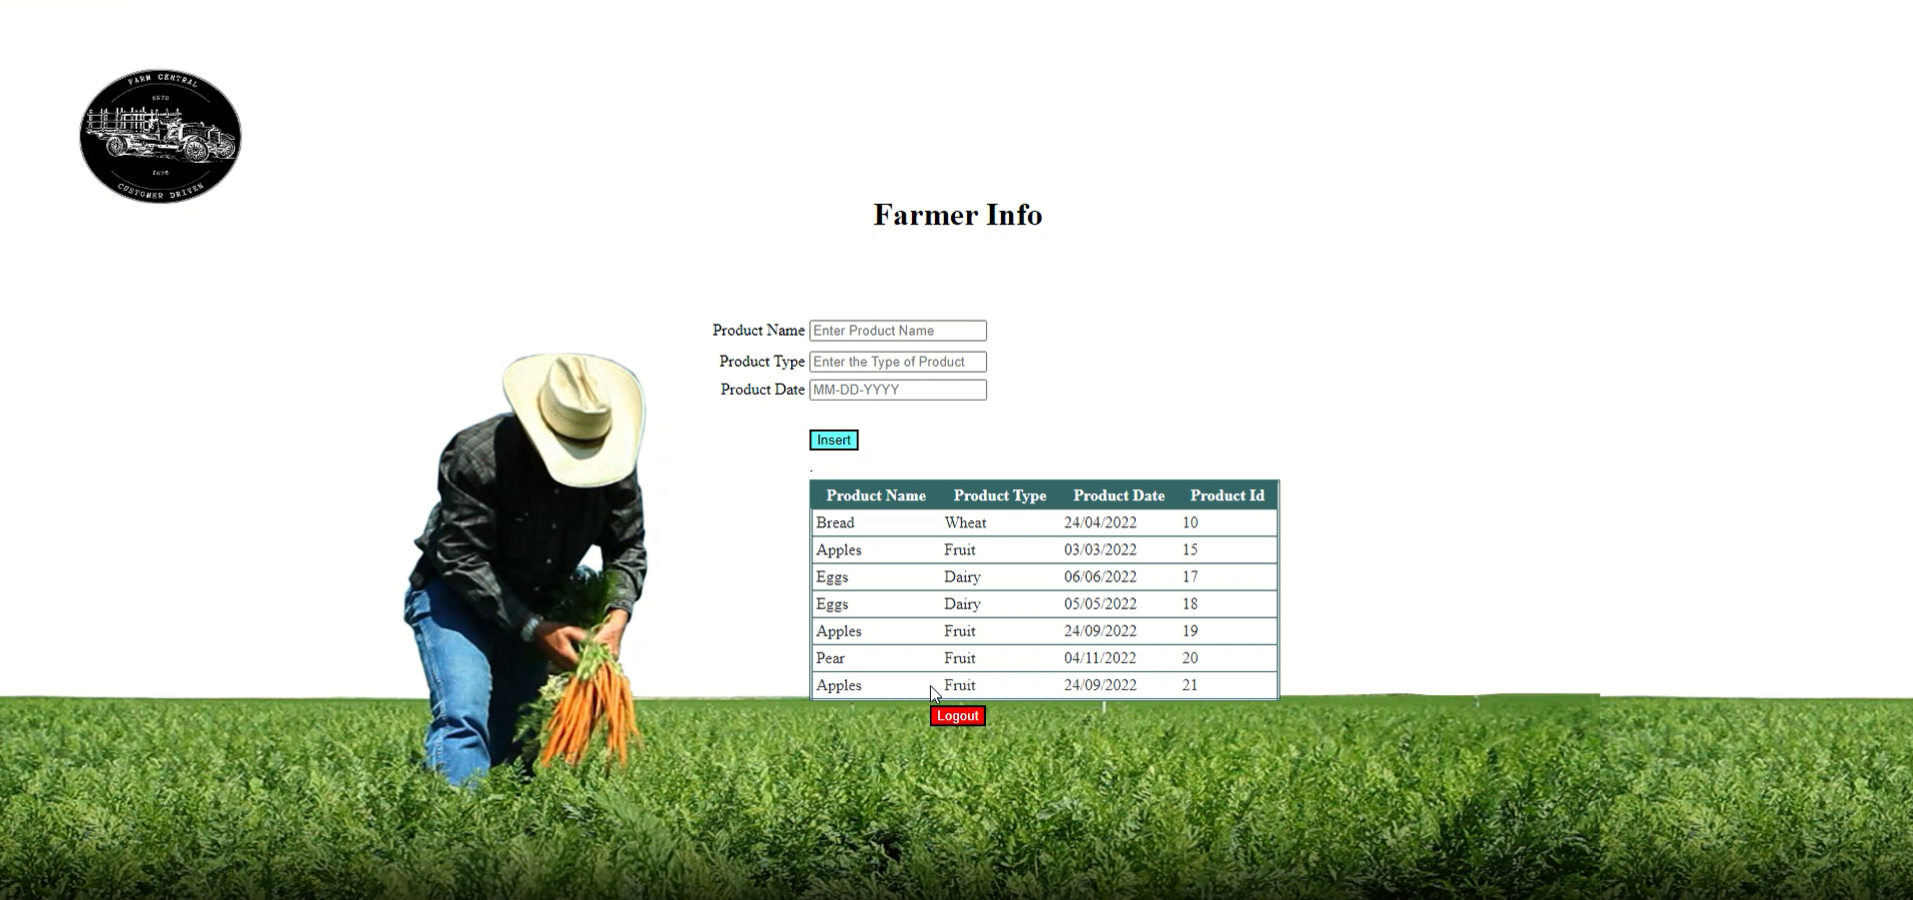 FARM CENTRAL
CUSTOMER DRIVEN
Farmer Info
Product Name Enter Product Name
Product Type Enter the Type of Product
Product Date MM-DD-YYYY
Insert
.
Product Name Product Type Product Date Product Id
Bread Wheat 24/04/2022 10
Apples Fruit 03/03/2022 15
Eggs Dairy 06/06/2022 17
Eggs Dairy 05/05/2022 18
Apples Fruit 24/09/2022 19
Pear Fruit 04/11/2022 20
Apples Fruit 24/09/2022 21
Logout